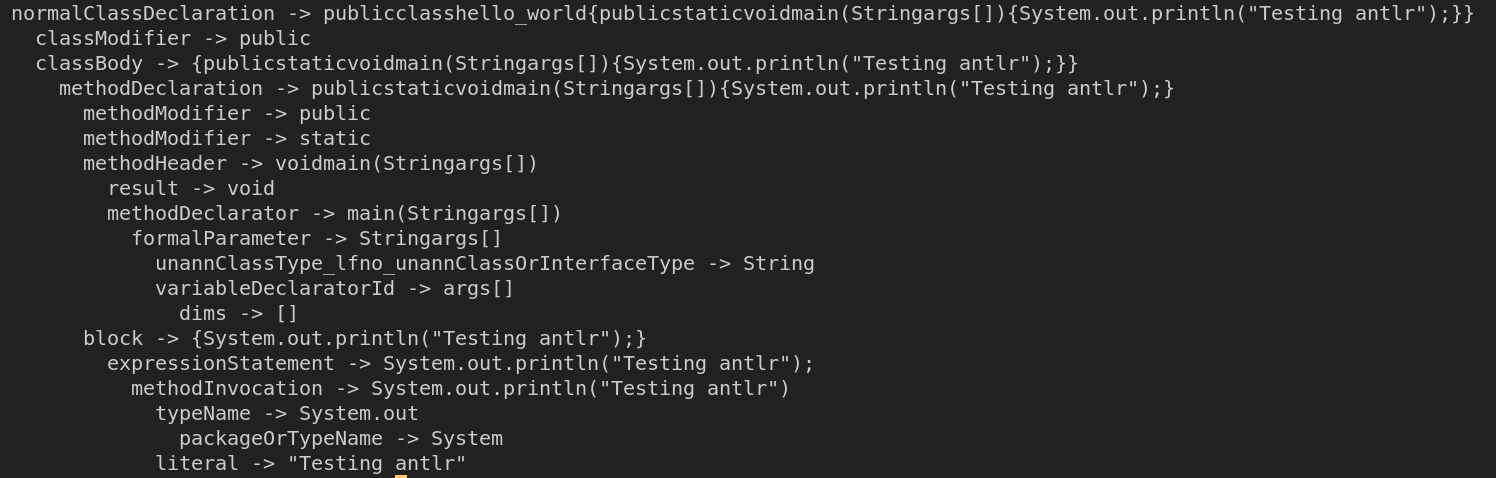 normalClassDeclaration -> publicclasshello_world{publicstaticvoidmain(Stringargs[]){System.out.println("Testing antlr");}}
  classModifier -> public
  classBody -> {publicstaticvoidmain(Stringargs[]){System.out.println("Testing antlr");}}
    methodDeclaration -> publicstaticvoidmain(Stringargs[]){System.out.println("Testing antlr");}
      methodModifier -> public
      methodModifier -> static
      methodHeader -> voidmain(Stringargs[])
        result -> void
        methodDeclarator -> main(Stringargs[])
          formalParameter -> Stringargs[]
            unannClassType_lfno_unannClassOrInterfaceType -> String
            variableDeclaratorId -> args[]
              dims -> []
      block -> {System.out.println("Testing antlr");}
        expressionStatement -> System.out.println("Testing antlr");
          methodInvocation -> System.out.println("Testing antlr")
            typeName -> System.out
              packageOrTypeName -> System
            literal -> "Testing antlr"